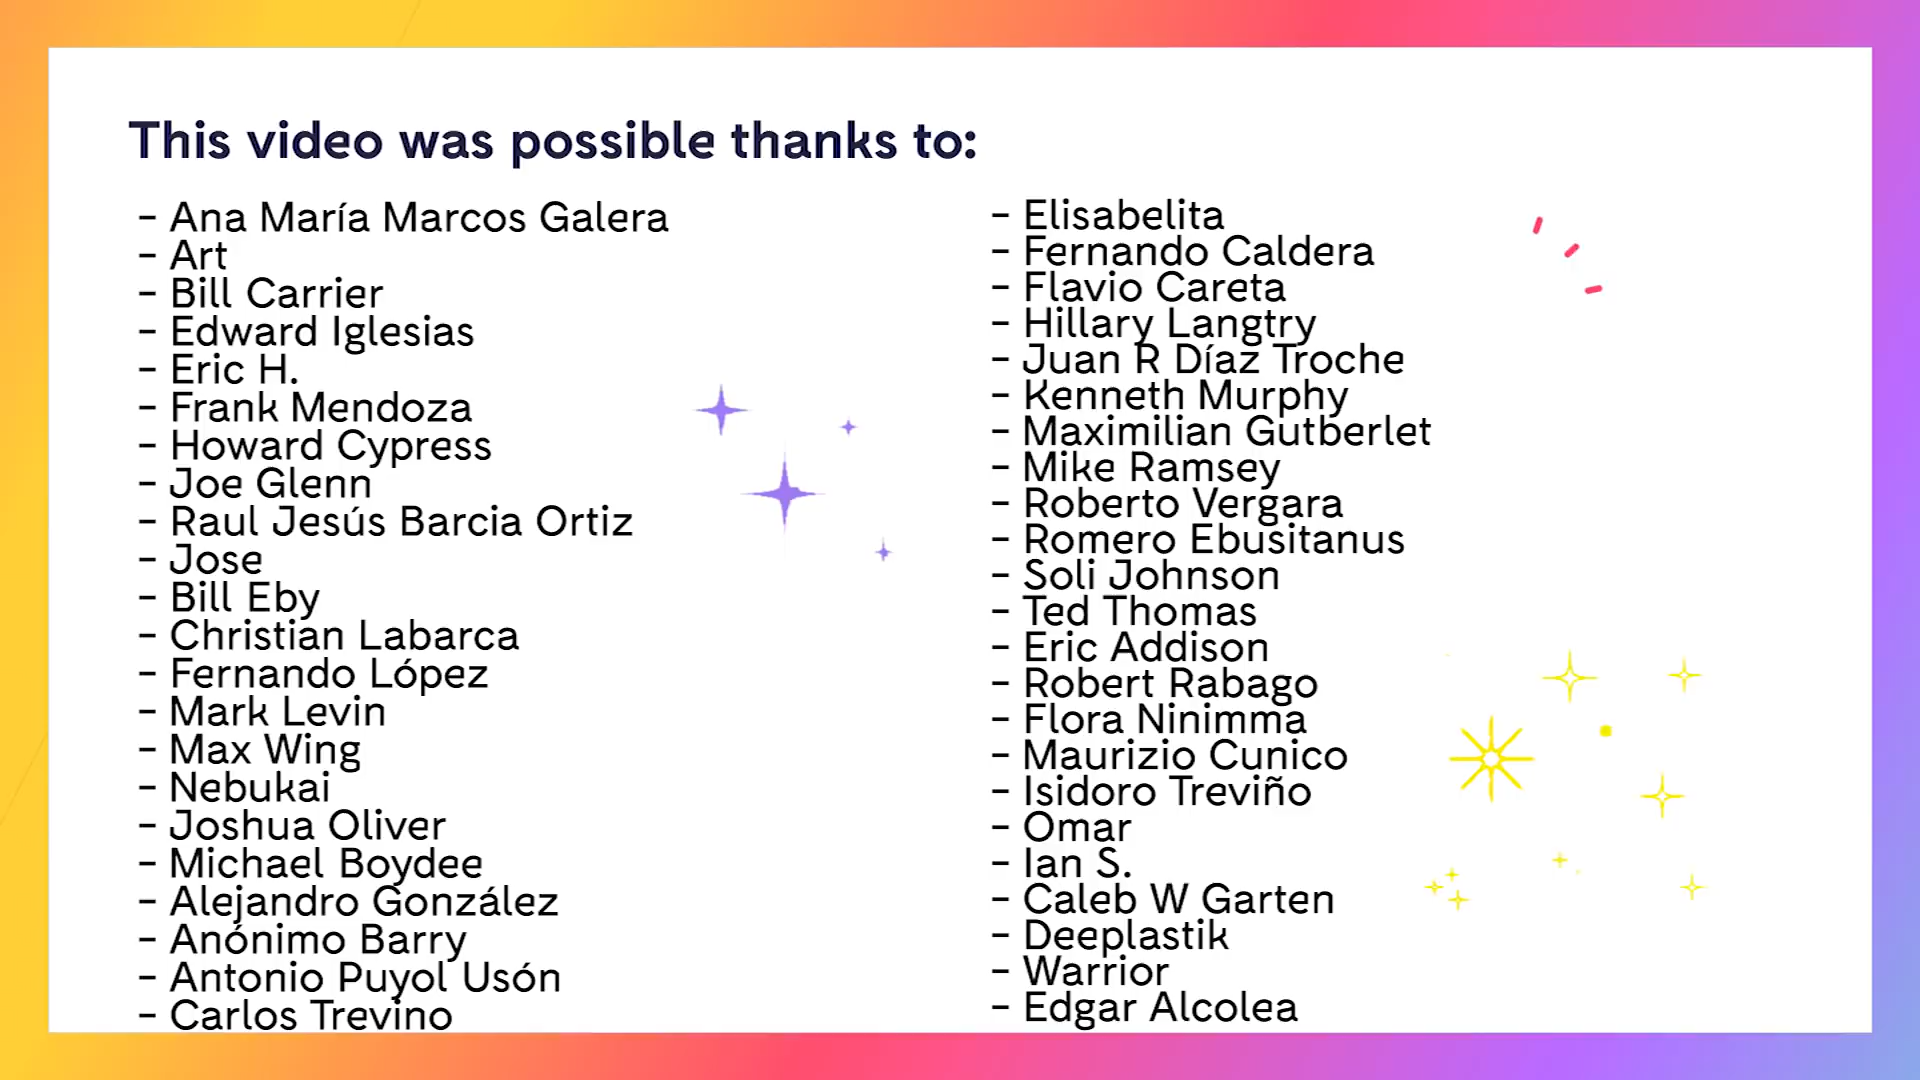 This video was possible thanks to:
- Ana María Marcos Galera
- Art
- Bill Carrier
- Edward Iglesias
- Eric H.
- Frank Mendoza
- Howard Cypress
- Joe Glenn
- Raul Jesús Barcia Ortiz
- Jose
- Bill Eby
- Christian Labarca
- Fernando López
- Mark Levin
- Max Wing
- Nebukai
- Joshua Oliver
- Michael Boydee
- Alejandro González
- Anónimo Barry
- Antonio Puyol Usón
- Carlos Trevino
- Elisabelita
- Fernando Caldera
- Flavio Careta
- Hillary Langtry
- Juan R Díaz Troche
- Kenneth Murphy
- Maximilian Gutberlet
- Mike Ramsey
- Roberto Vergara
- Romero Ebusitanus
- Soli Johnson
- Ted Thomas
- Eric Addison
- Robert Rabago
- Flora Ninimma
- Maurizio Cunico
- Isidoro Treviño
- Omar
- Ian S.
- Caleb W Garten
- Deeplastik
- Warrior
- Edgar Alcolea